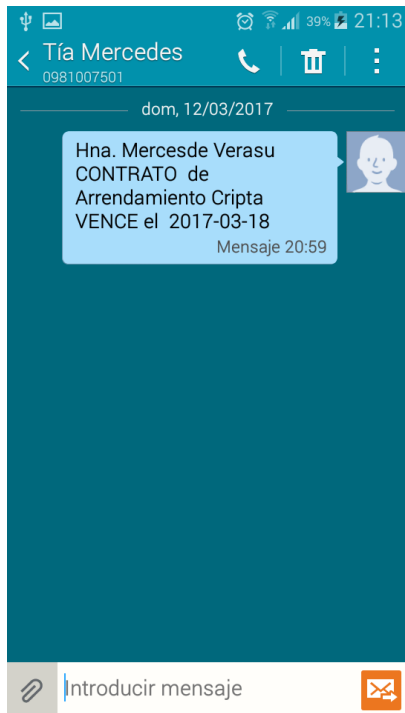 39% 21:13
Tía Mercedes
0981007501
dom, 12/03/2017
Hna. Mercesde Verasu
CONTRATO  de
Arrendamiento Cripta
VENCE el  2017-03-18
Mensaje 20:59
Introducir mensaje